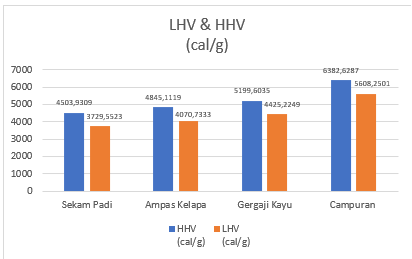 LHV & HHV
(cal/g)
7000
6000
5000
4000
3000
2000
1000
0
4503,9309
3729,5523
4845,1119
4070,7333
5199,6035
4425,2249
6382,6287
5608,2501
Sekam Padi
Ampas Kelapa
Gergaji Kayu
Campuran
HHV
(cal/g)
LHV
(cal/g)